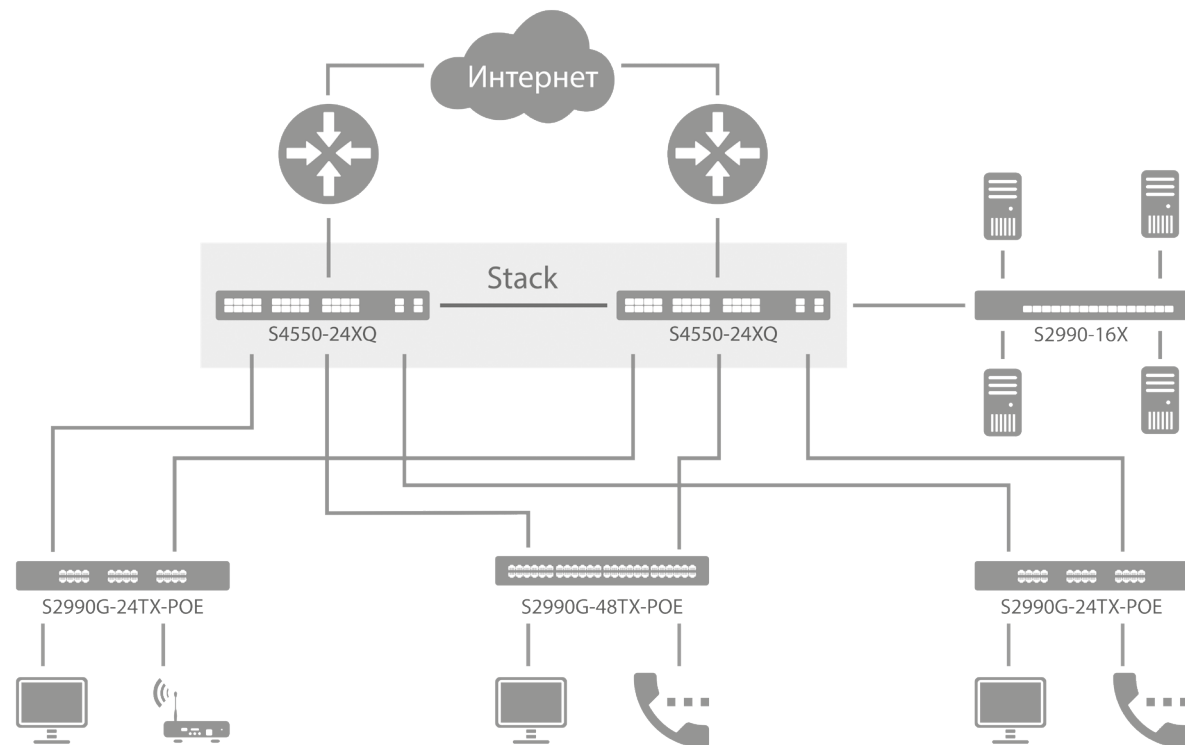 Интернет
Stack
S4550-24XQ
S4550-24XQ
S2990-16X
S2990G-24TX-POE
S2990G-48TX-POE
S2990G-24TX-POE